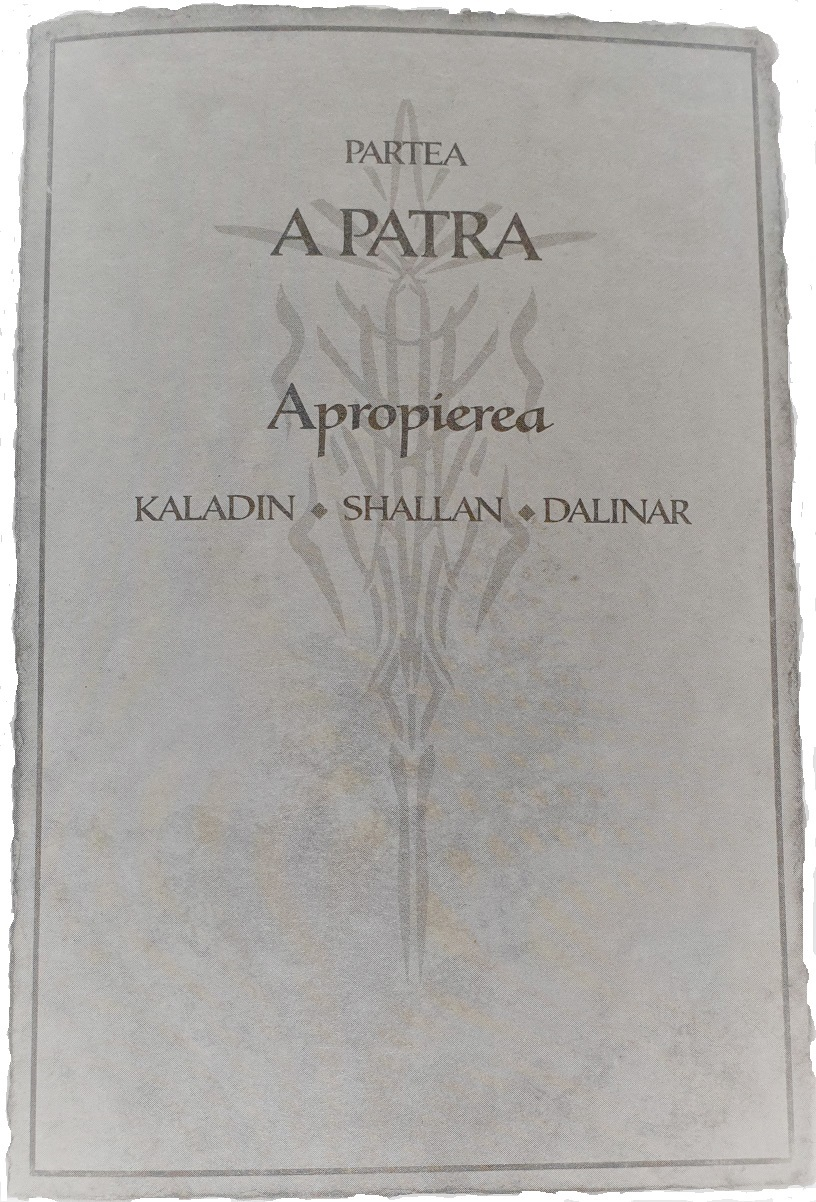 PARTEA
A PATRA
Apropierea
KALADIN ◆ SHALLAN ◆ DALINAR